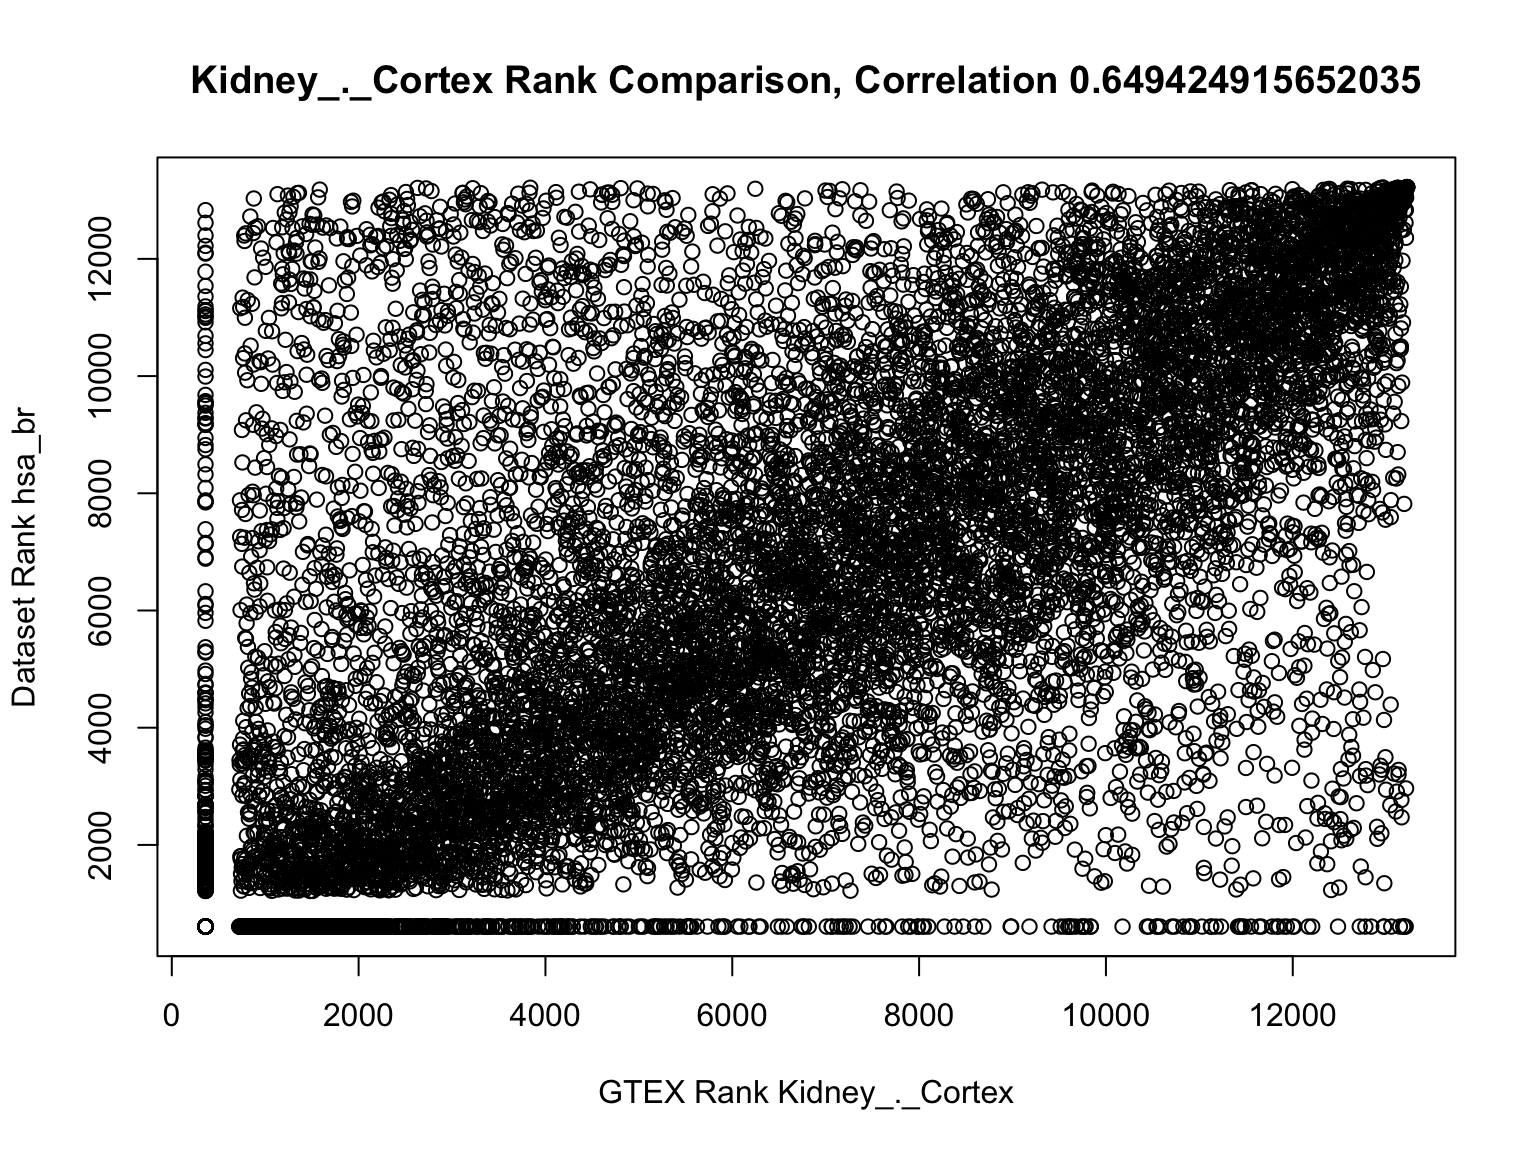 Kidney_._Cortex Rank Comparison, Correlation 0.649424915652035
Dataset Rank hsa_br
12000
10000
8000
6000
4000
2000
0 2000 4000 6000 8000 10000 12000
GTEX Rank Kidney_._Cortex